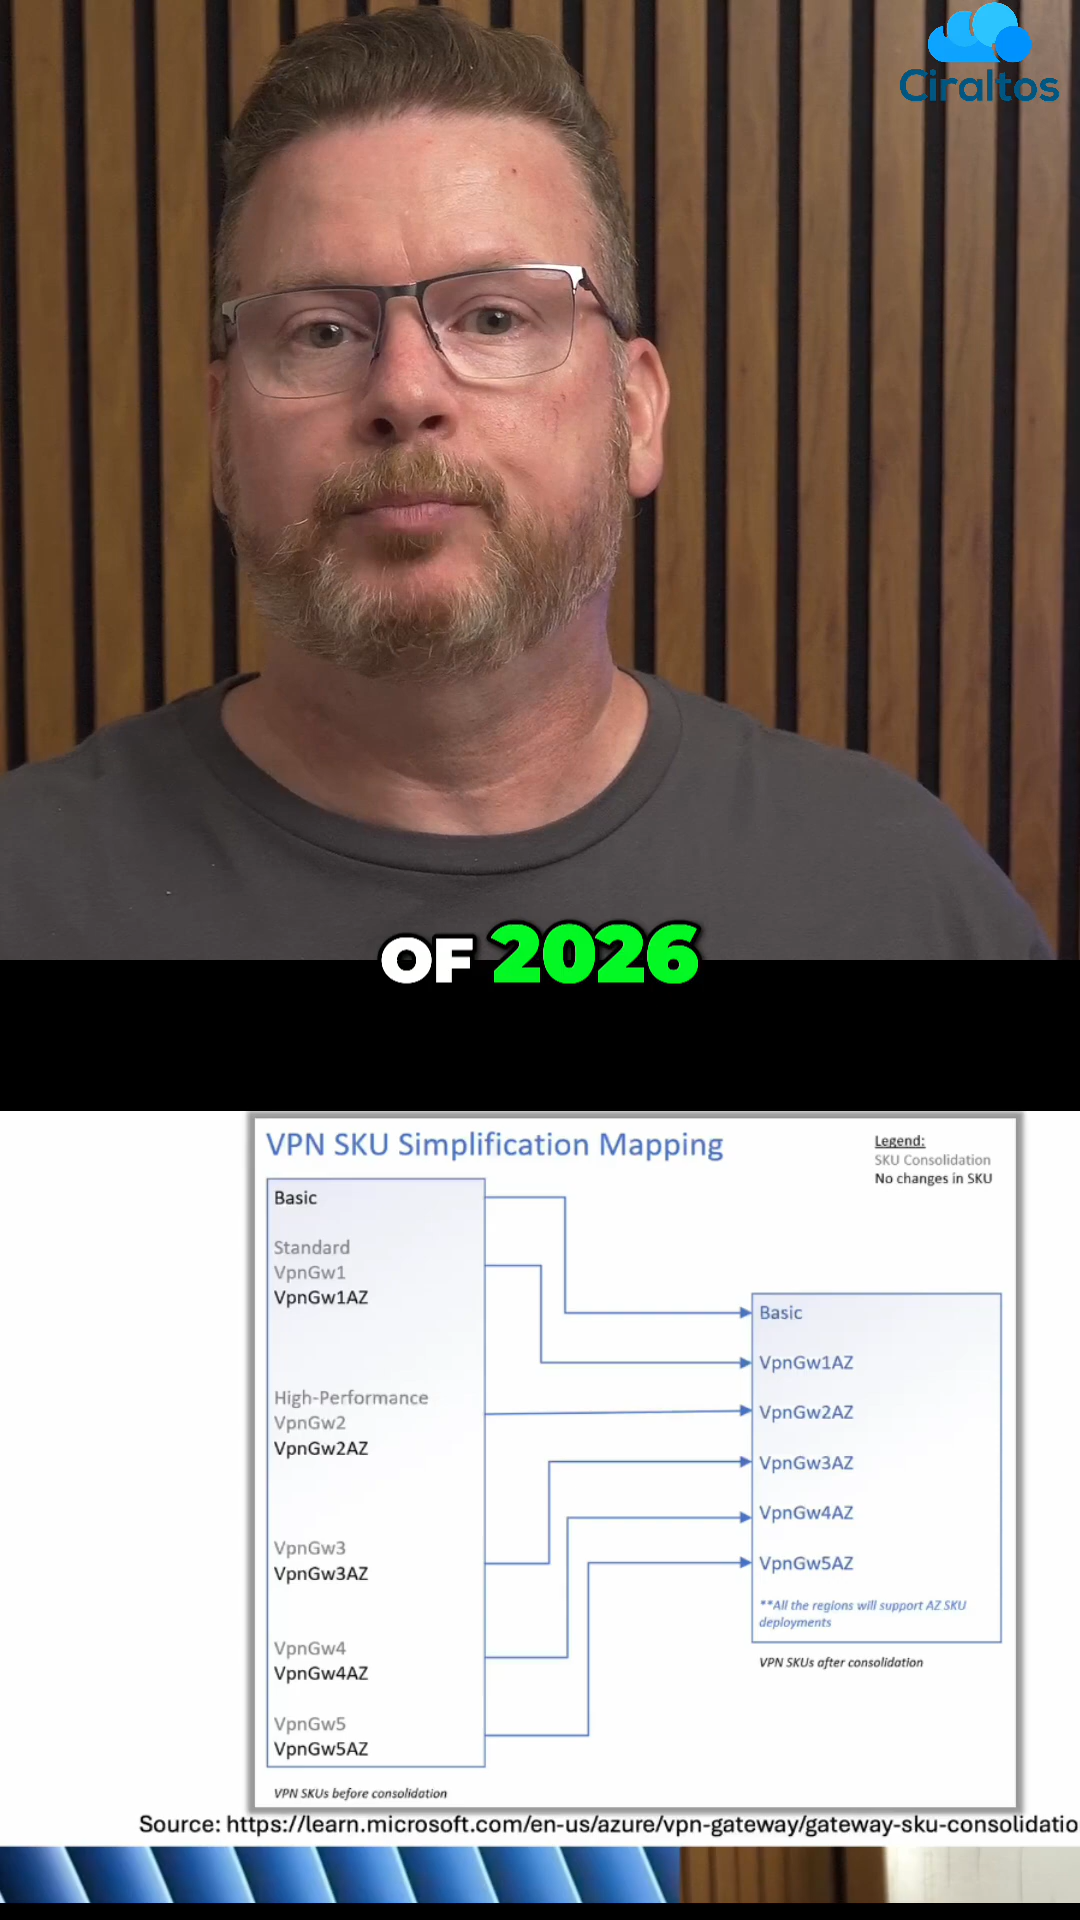 Ciraltos
OF 2026
VPN SKU Simplification Mapping
Legend:
SKU Consolidation
No changes in SKU
Basic
Standard
VpnGw1
VpnGw1AZ
High-Performance
VpnGw2
VpnGw2AZ
VpnGw3
VpnGw3AZ
VpnGw4
VpnGw4AZ
VpnGw5
VpnGw5AZ
VPN SKUs before consolidation
Basic
VpnGw1AZ
VpnGw2AZ
VpnGw3AZ
VpnGw4AZ
VpnGw5AZ
**All the regions will support AZ SKU
deployments
VPN SKUs after consolidation
Source: https://learn.microsoft.com/en-us/azure/vpn-gateway/gateway-sku-consolidatio